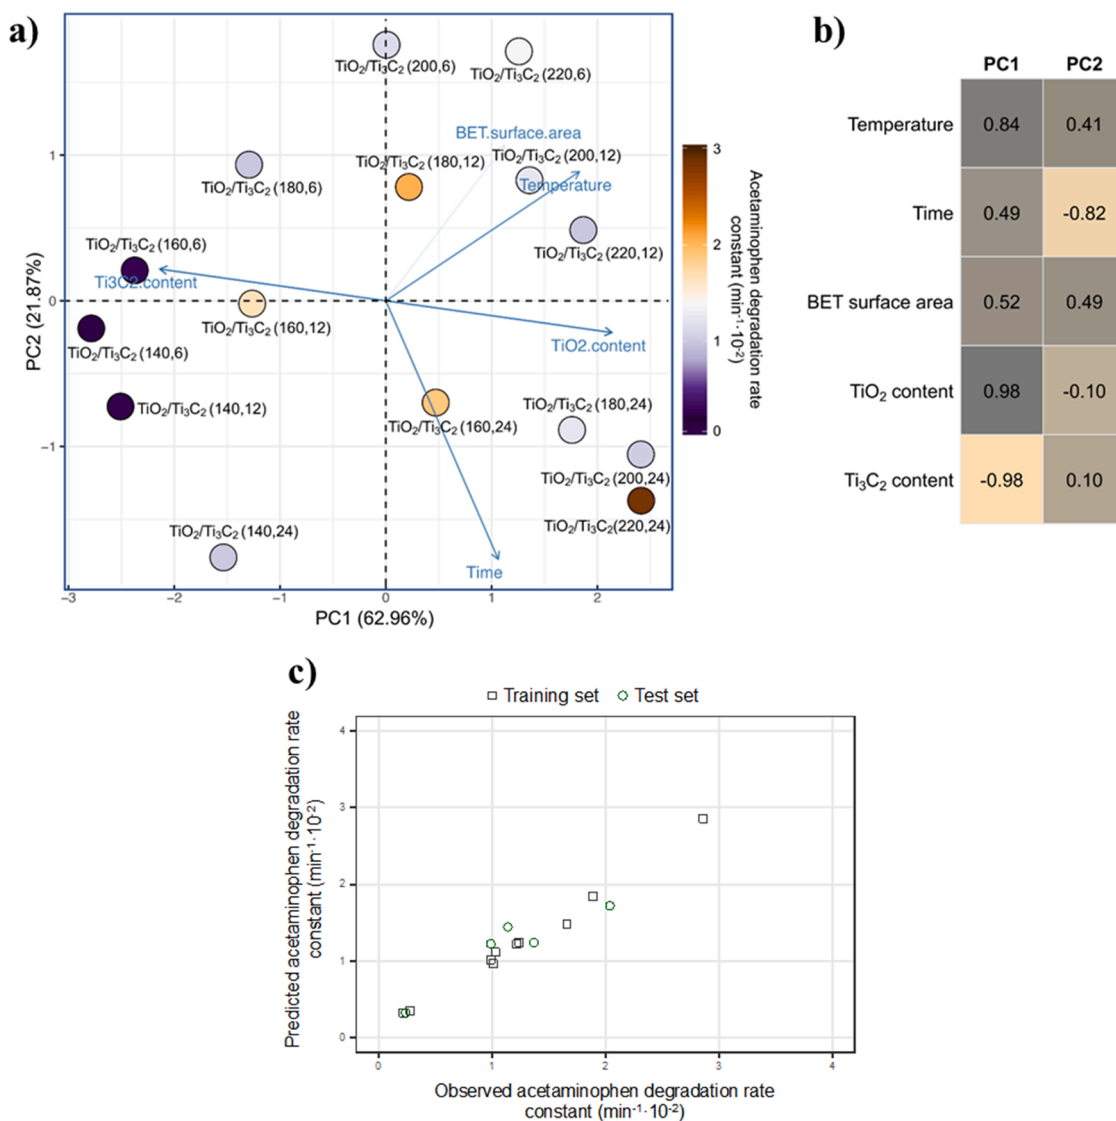 a)
TiO2/Ti3C2 (200,6)
TiO2/Ti3C2 (220,6)
BET.surface.area
TiO2/Ti3C2 (180,12)
TiO2/Ti3C2 (200,12)
Temperature
TiO2/Ti3C2 (180,6)
TiO2/Ti3C2 (220,12)
TiO2/Ti3C2 (160,6)
Ti3C2.content
TiO2/Ti3C2 (160,12)
TiO2.content
TiO2/Ti3C2 (140,6)
TiO2/Ti3C2 (140,12)
TiO2/Ti3C2 (180,24)
TiO2/Ti3C2 (160,24)
TiO2/Ti3C2 (200,24)
TiO2/Ti3C2(220,24)
TiO2/Ti3C2 (140,24)
Time
1
0
−1
PC2 (21.87%)
−3 −2 −1 0 1 2
PC1 (62.96%)
3
2
1
0
Acetaminophen degradation rate
constant (min-1·10-2)
b)
PC1 PC2
Temperature 0.84 0.41
Time 0.49 -0.82
BET surface area 0.52 0.49
TiO2 content 0.98 -0.10
Ti3C2 content -0.98 0.10
c)
Training set Test set
4
3
2
1
0
Predicted acetaminophen degradation rate
constant (min-1·10-2)
0 1 2 3 4
Observed acetaminophen degradation rate
constant (min-1·10-2)